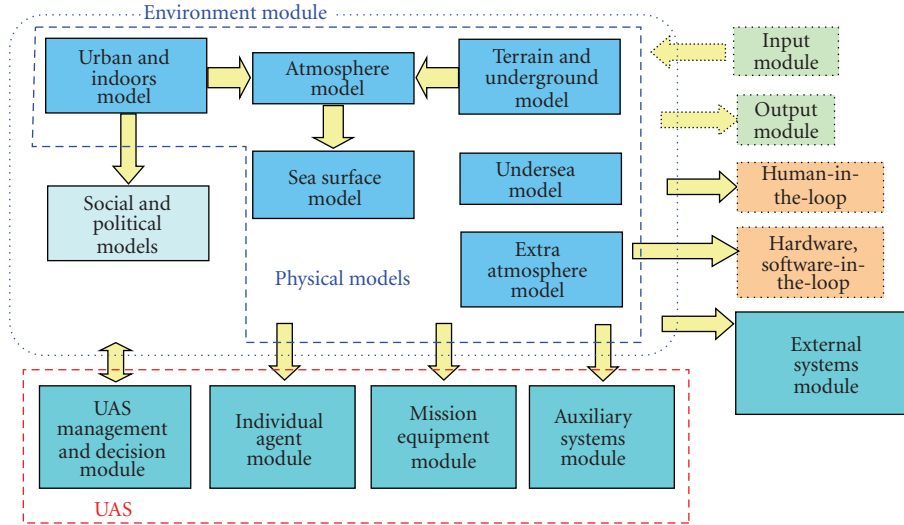 Environment module
Urban and
indoors model
Atmosphere
model
Terrain and
underground
model
Input
module
Output
module
Social and
political
models
Sea surface
model
Undersea
model
Human-in-
the-loop
Physical models
Extra
atmosphere
model
Hardware,
software-in-
the-loop
External
systems
module
UAS
management
and decision
module
Individual
agent
module
Mission
equipment
module
Auxiliary
systems
module
UAS